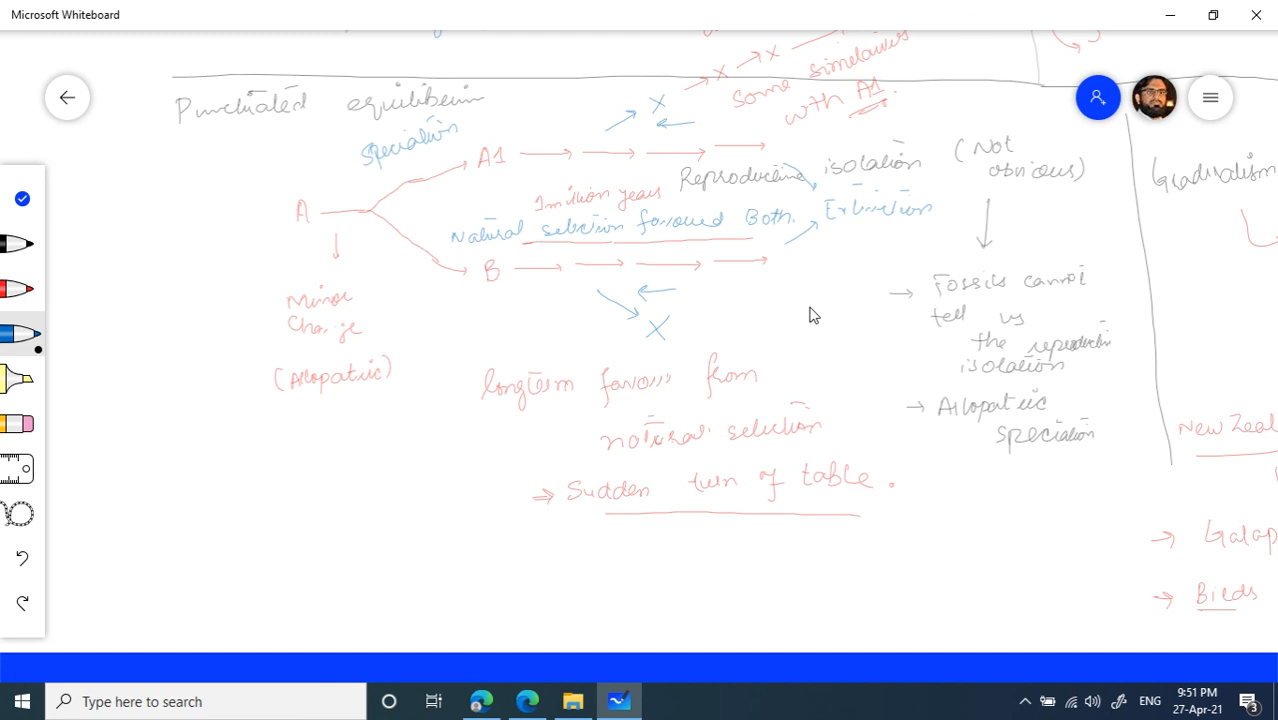 Microsoft Whiteboard
Some similarities
with A1.
Punctuated equilibrium
Speciation
X
X
X
A1
A
B
X
1 million years
Natural selection favoured Both.
Reproductive isolation
Extinction
(Not
obvious)
Gradualism
Minor
Change
(Allopatric)
Fossils cannot
tell us
the reproductive
isolation
Allopatric
speciation
longterm favour from
natural selection
⇒ Sudden turn of table.
New Zeal
→ Galap
→ Birds
Type here to search
ENG
9:51 PM
27-Apr-21
3